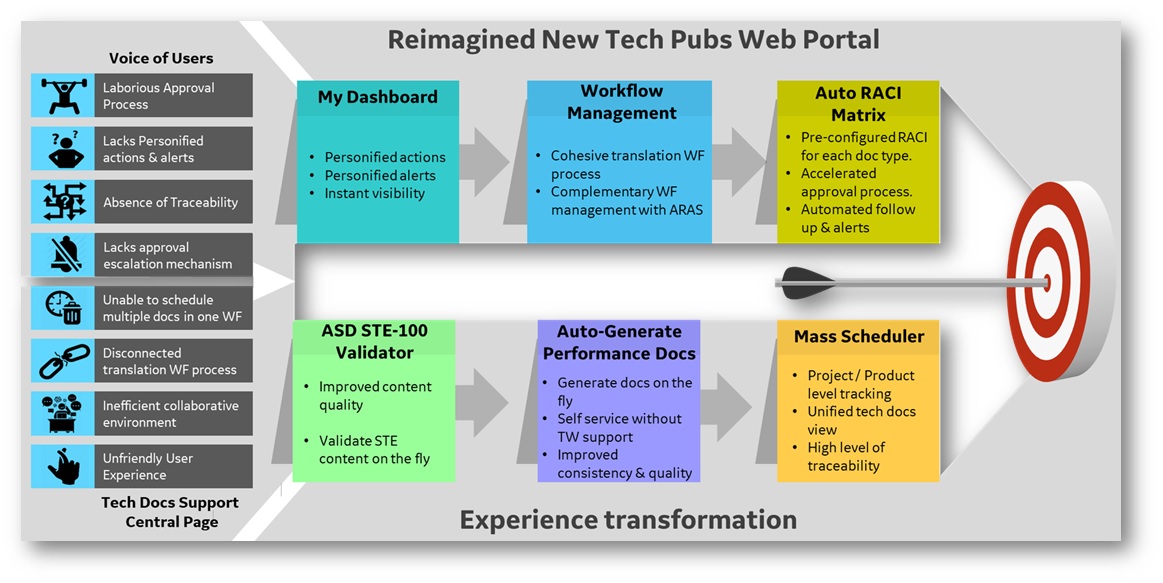 Reimagined New Tech Pubs Web Portal
Voice of Users
Laborious Approval
Process
Lacks Personified
actions & alerts
Absence of Traceability
Lacks approval
escalation mechanism
Unable to schedule
multiple docs in one WF
Disconnected
translation WF process
Inefficient collaborative
environment
Unfriendly User
Experience
Tech Docs Support
Central Page
My Dashboard
• Personified actions
• Personified alerts
• Instant visibility
Workflow
Management
• Cohesive translation WF
process
• Complementary WF
management with ARAS
Auto RACI
Matrix
• Pre-configured RACI
for each doc type.
• Accelerated
approval process.
• Automated follow
up & alerts
ASD STE-100
Validator
• Improved content
quality
• Validate STE
content on the fly
Auto-Generate
Performance Docs
• Generate docs on the
fly
• Self service without
TW support
• Improved
consistency & quality
Mass Scheduler
• Project / Product
level tracking
• Unified tech docs
view
• High level of
traceability
Experience transformation